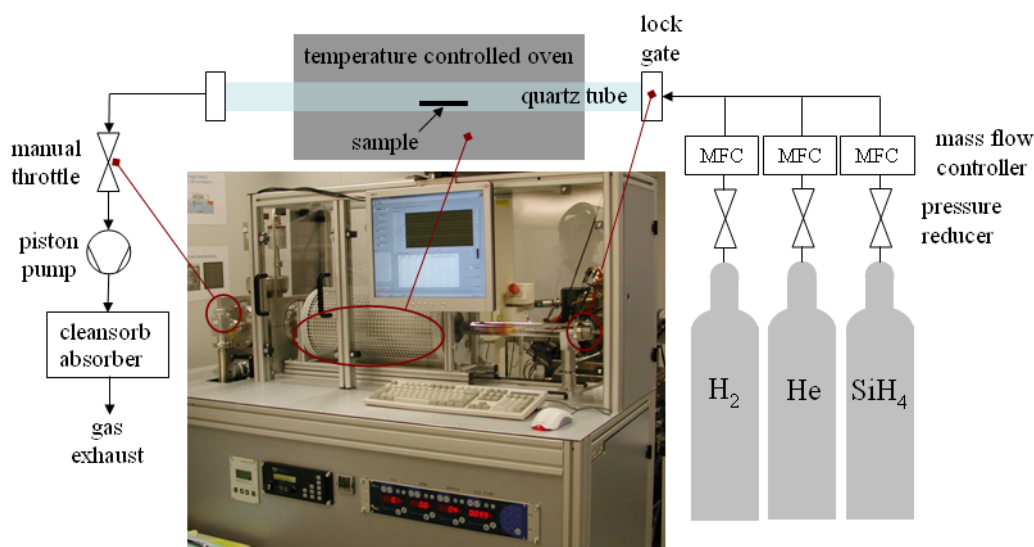 lock
gate
temperature controlled oven
quartz tube
sample
manual
throttle
MFC
MFC
MFC
mass flow
controller
pressure
reducer
piston
pump
cleansorb
absorber
H₂
He
SiH₄
gas
exhaust